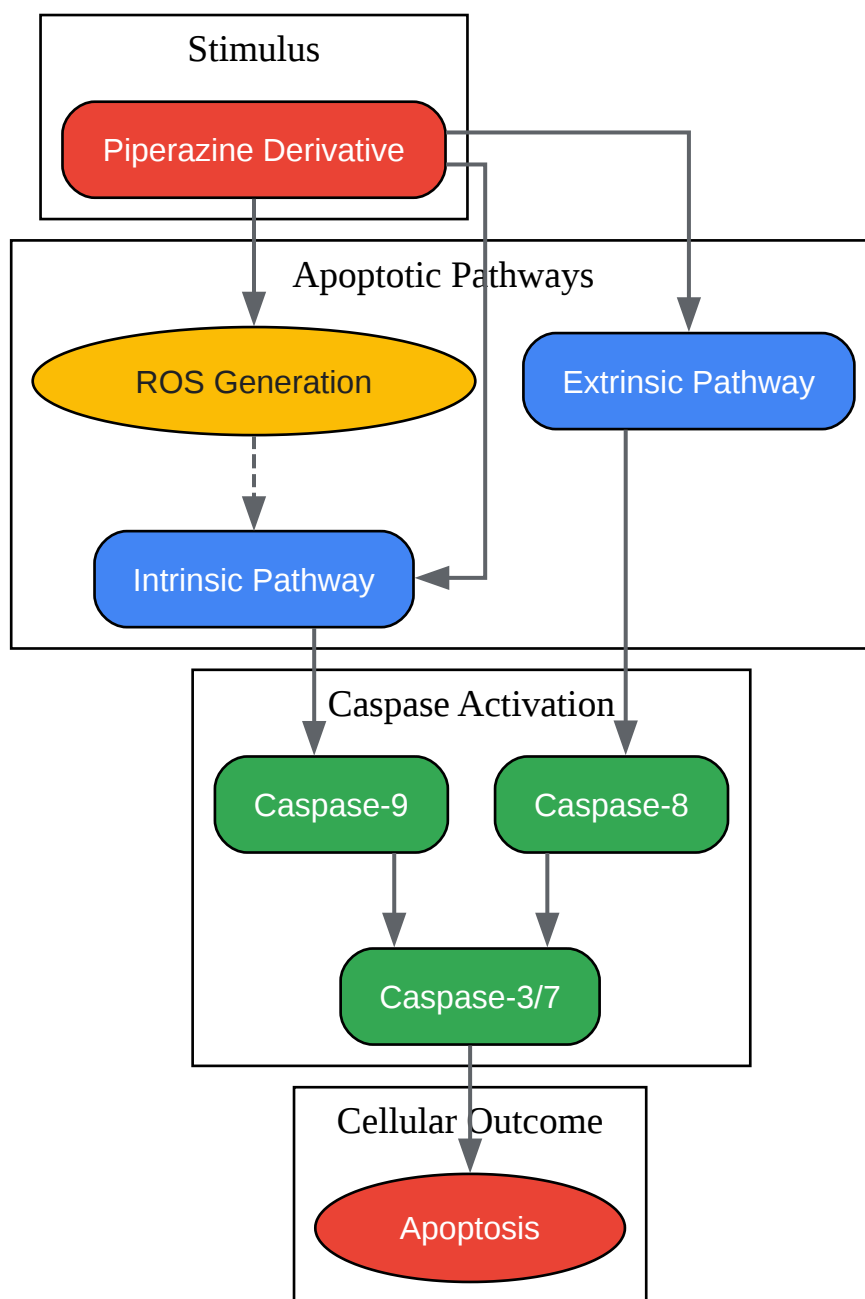 Stimulus
Piperazine Derivative
Apoptotic Pathways
ROS Generation
Extrinsic Pathway
Intrinsic Pathway
Caspase Activation
Caspase-9
Caspase-8
Caspase-3/7
Cellular Outcome
Apoptosis